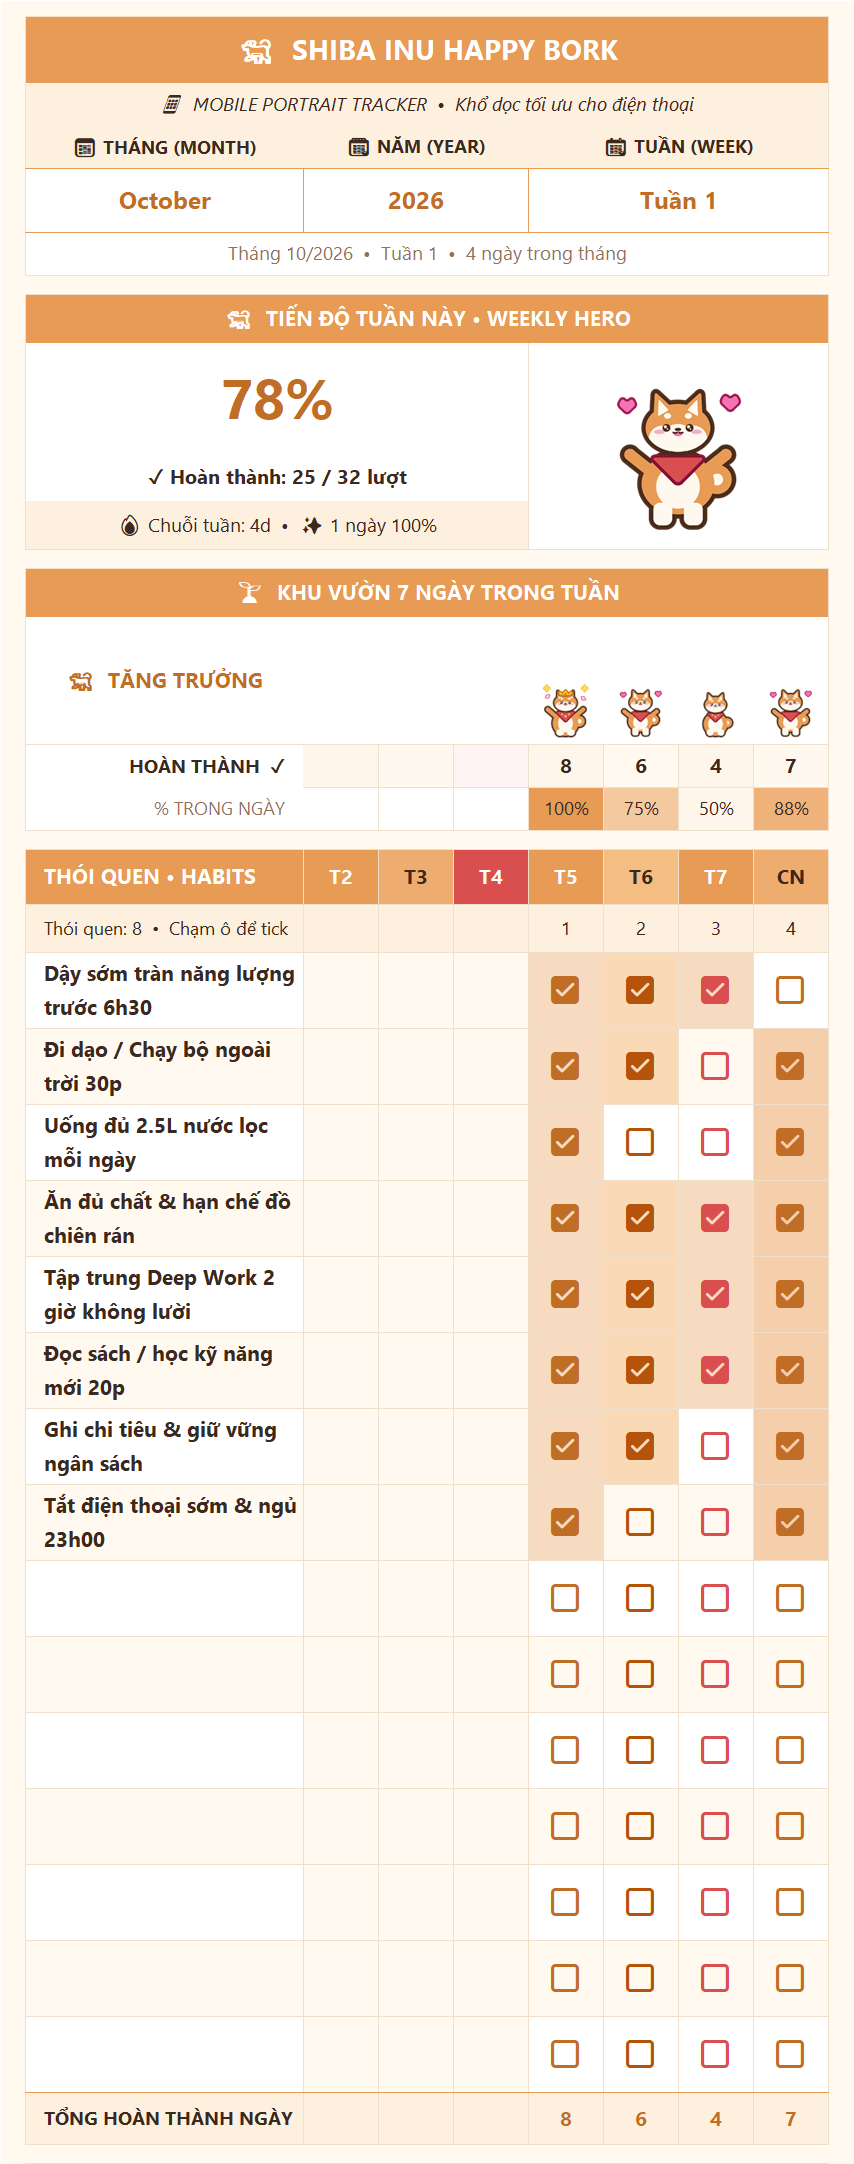 SHIBA INU HAPPY BORK
MOBILE PORTRAIT TRACKER • Khổ dọc tối ưu cho điện thoại
THÁNG (MONTH) NĂM (YEAR) TUẦN (WEEK)
October 2026 Tuần 1
Tháng 10/2026 • Tuần 1 • 4 ngày trong tháng
TIẾN ĐỘ TUẦN NÀY • WEEKLY HERO
78%
✓ Hoàn thành: 25 / 32 lượt
Chuỗi tuần: 4d • 1 ngày 100%
KHU VƯỜN 7 NGÀY TRONG TUẦN
TĂNG TRƯỞNG
HOÀN THÀNH ✓ 8 6 4 7
% TRONG NGÀY 100% 75% 50% 88%
THÓI QUEN • HABITS T2 T3 T4 T5 T6 T7 CN
Thói quen: 8 • Chạm ô để tick 1 2 3 4
Dậy sớm tràn năng lượng
trước 6h30
Đi dạo / Chạy bộ ngoài
trời 30p
Uống đủ 2.5L nước lọc
mỗi ngày
Ăn đủ chất & hạn chế đồ
chiên rán
Tập trung Deep Work 2
giờ không lười
Đọc sách / học kỹ năng
mới 20p
Ghi chi tiêu & giữ vững
ngân sách
Tắt điện thoại sớm & ngủ
23h00
TỔNG HOÀN THÀNH NGÀY 8 6 4 7